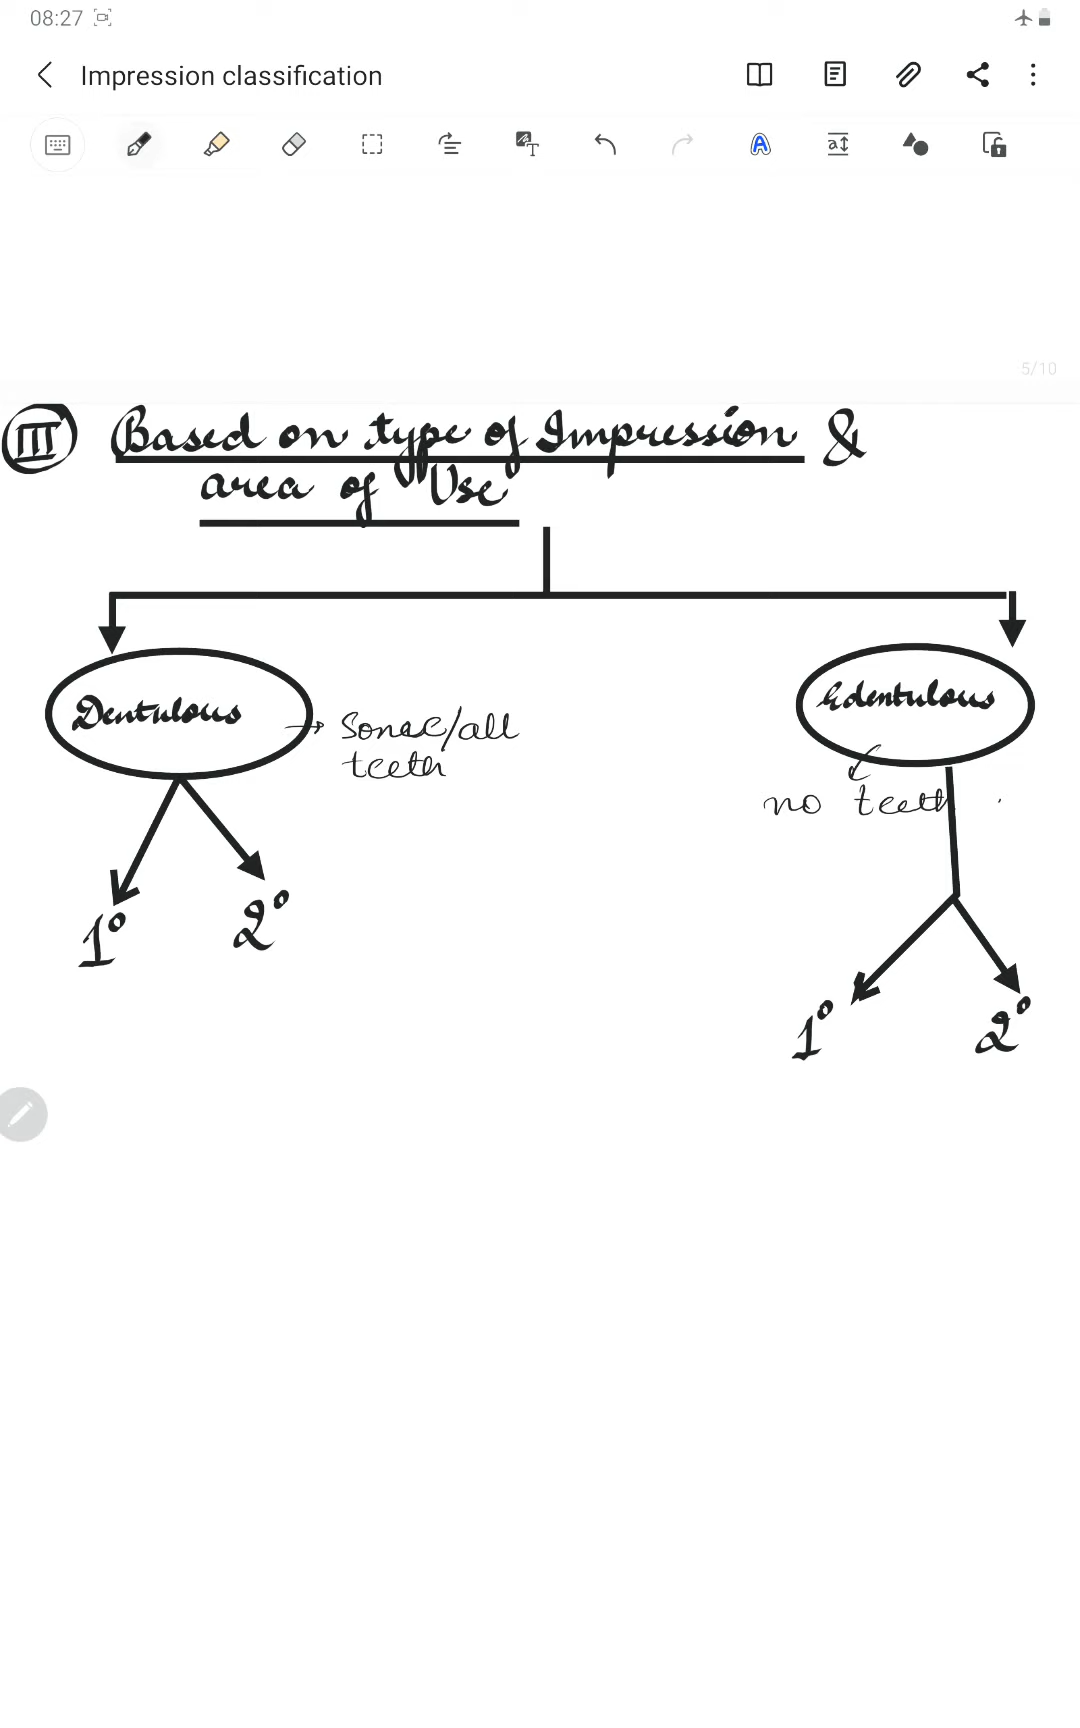 08:27
Impression classification
5/10
III Based on type of Impression &
area of Use
Dentulous
Edentulous
→ Some/all
teeth
no teeth
1° 2°
1° 2°